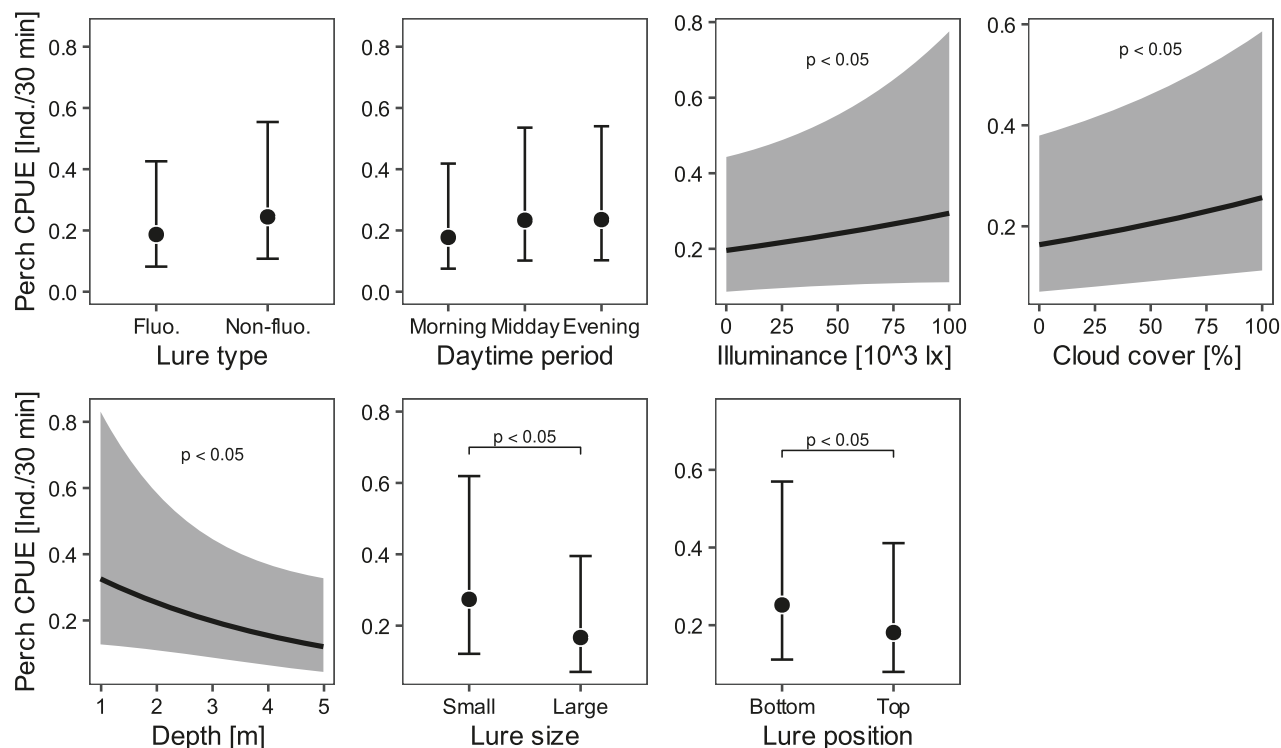 Perch CPUE [Ind./30 min]
0.8
0.6
0.4
0.2
0.0
Fluo. Non-fluo.
Lure type
0.8
0.6
0.4
0.2
0.0
Morning Midday Evening
Daytime period
0.8
0.6
0.4
0.2
p < 0.05
0 25 50 75 100
Illuminance [10^3 lx]
0.6
0.4
0.2
p < 0.05
0 25 50 75 100
Cloud cover [%]
Perch CPUE [Ind./30 min]
0.8
0.6
0.4
0.2
p < 0.05
1 2 3 4 5
Depth [m]
0.8
0.6
0.4
0.2
p < 0.05
Small Large
Lure size
0.6
0.4
0.2
p < 0.05
Bottom Top
Lure position